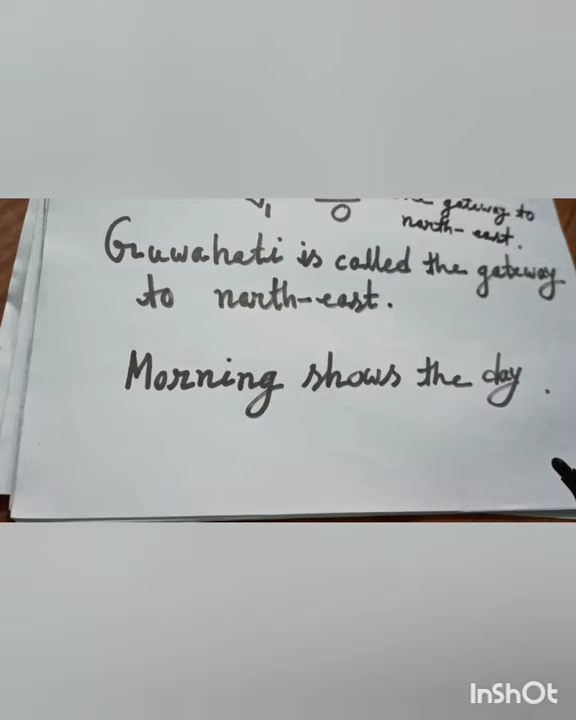 gateway to
north-east.
Guwahati is called the gateway
to north-east.
Morning shows the day.
InShOt